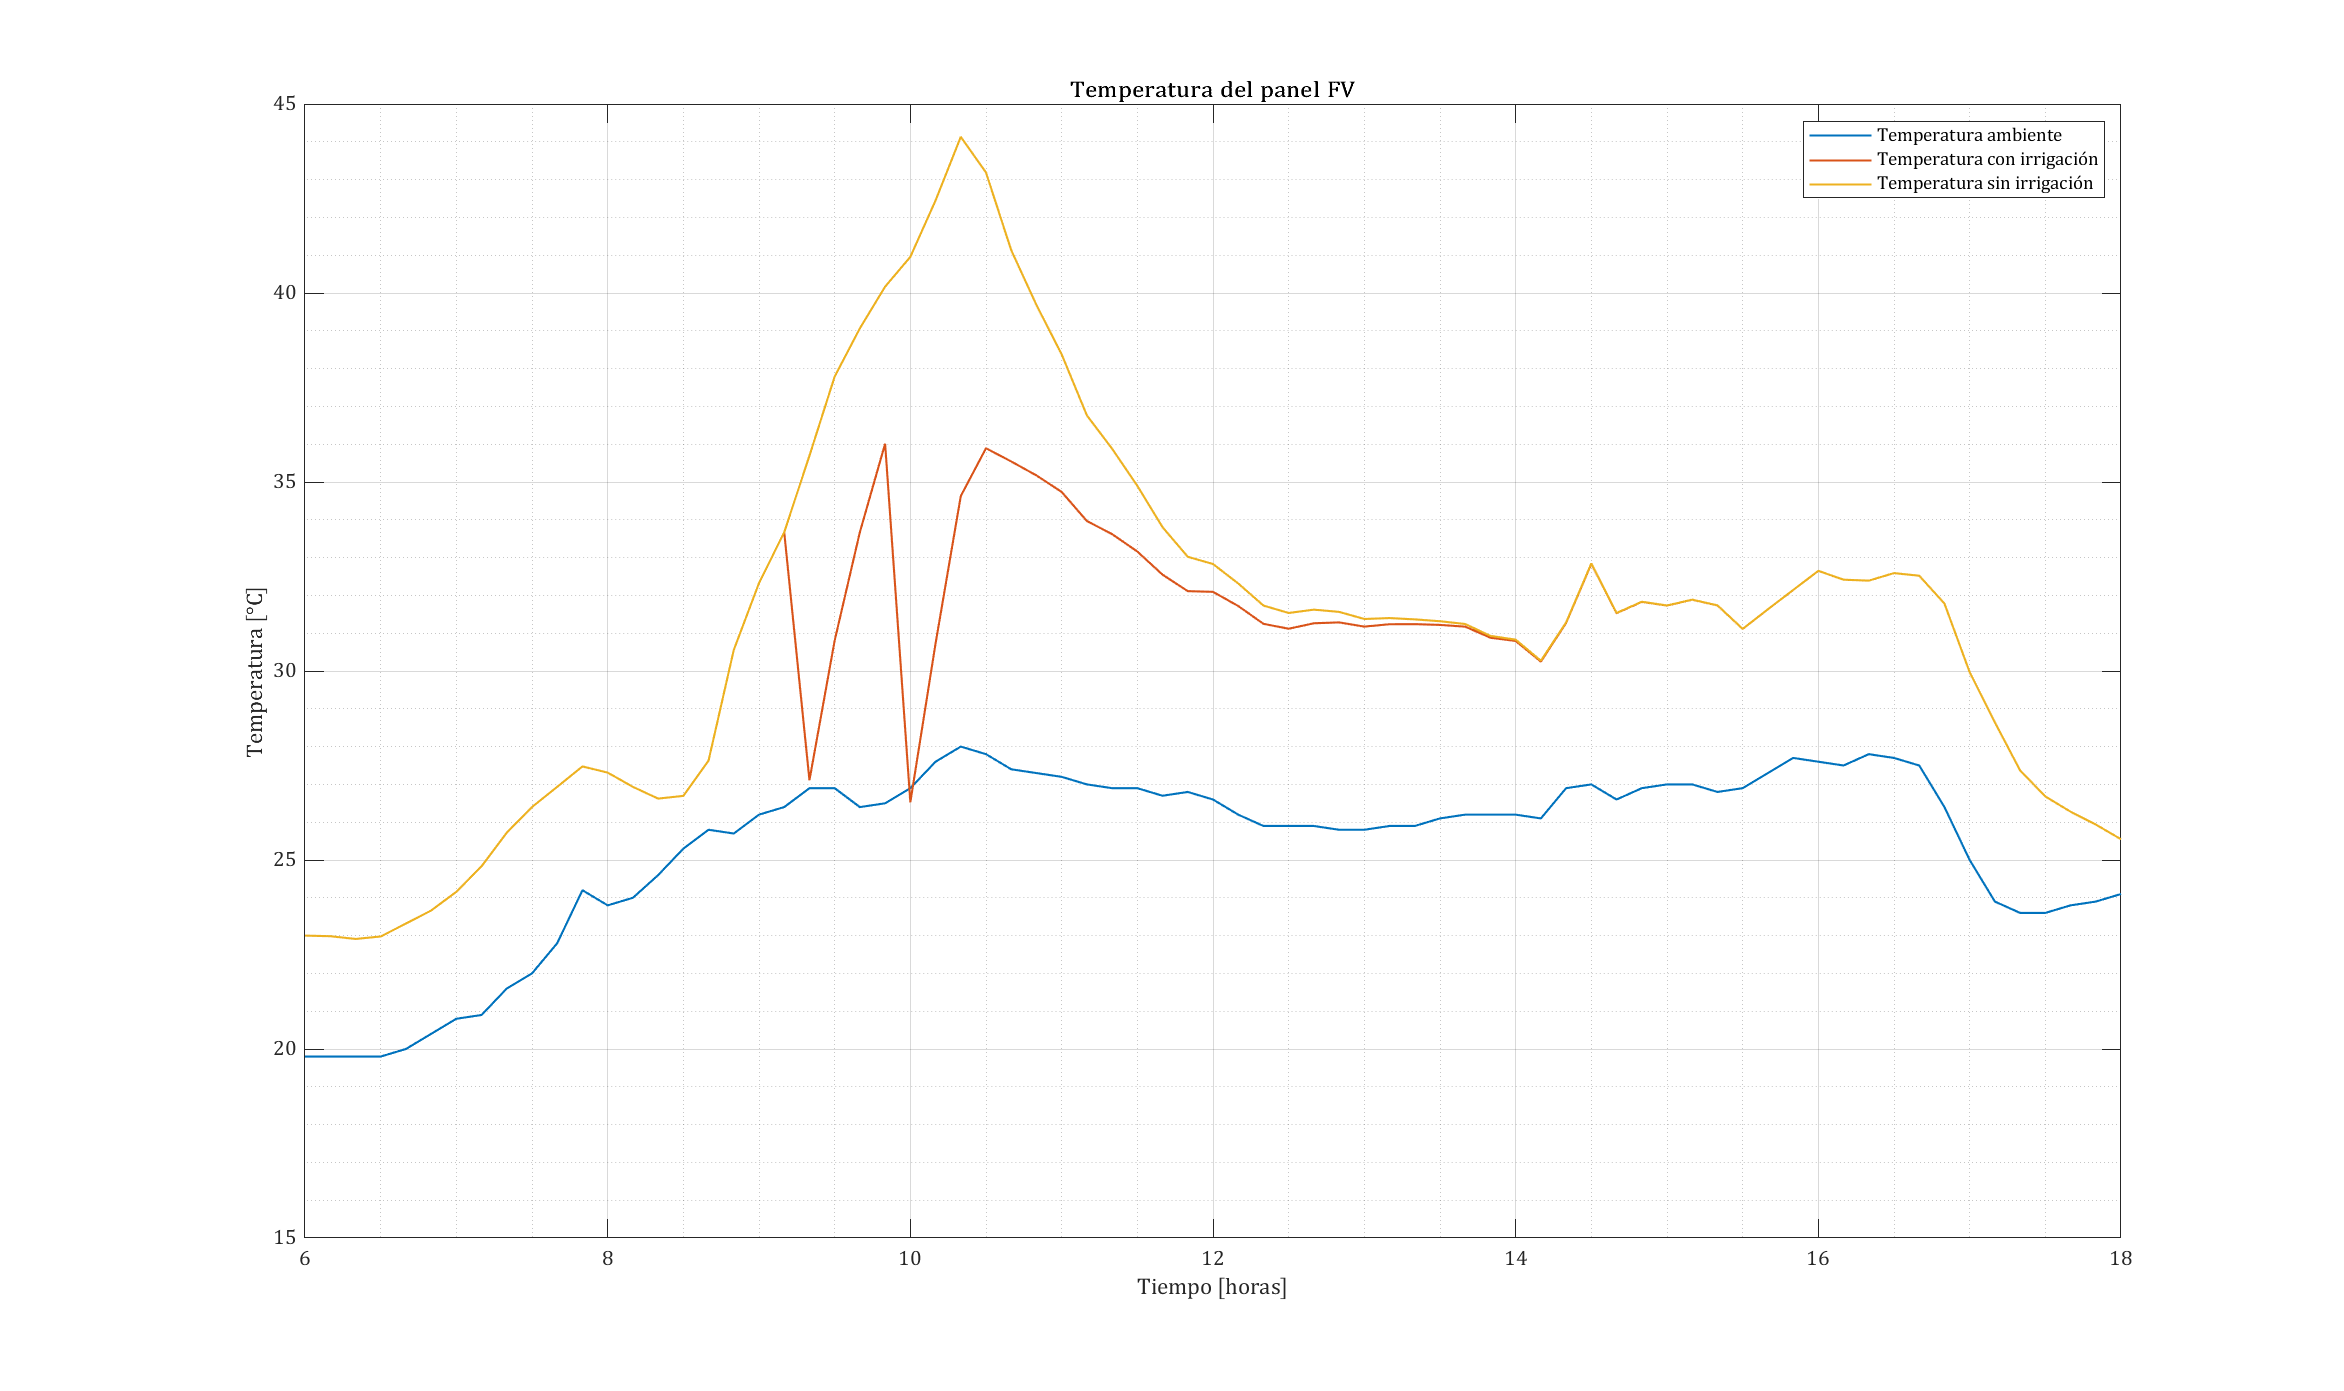 Temperatura del panel FV
45
40
35
30
25
20
15
Temperatura [°C]
Temperatura ambiente
Temperatura con irrigación
Temperatura sin irrigación
6 8 10 12 14 16 18
Tiempo [horas]